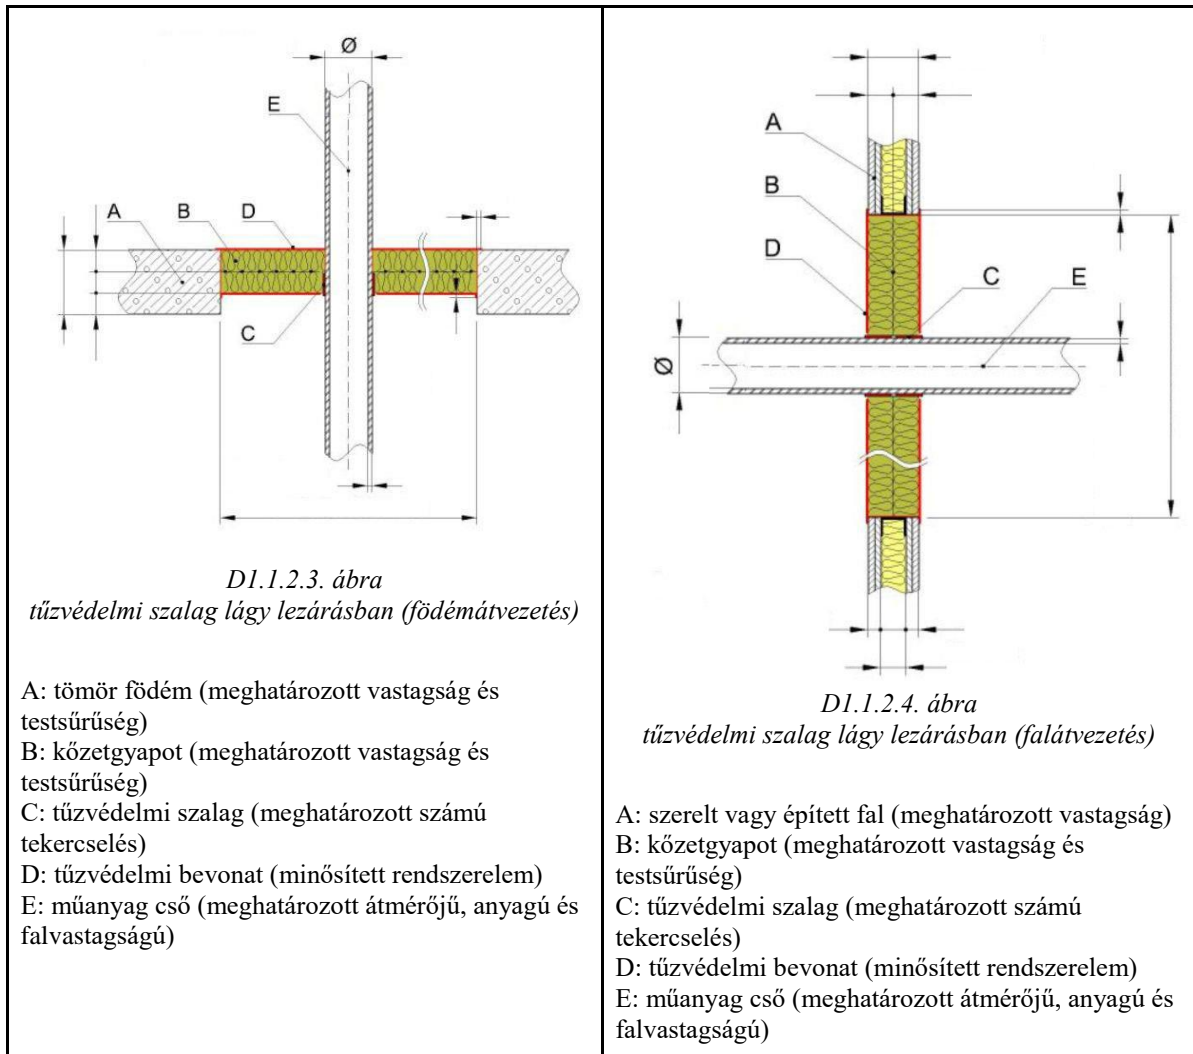 Ø
E
A
B
D
C
D1.1.2.3. ábra
tűzvédelmi szalag lágy lezárásban (födémátvezetés)
A: tömör födém (meghatározott vastagság és
testsűrűség)
B: kőzetgyapot (meghatározott vastagság és
testsűrűség)
C: tűzvédelmi szalag (meghatározott számú
tekercselés)
D: tűzvédelmi bevonat (minősített rendszerelem)
E: műanyag cső (meghatározott átmérőjű, anyagú és
falvastagságú)
A
B
D
C
E
Ø
D1.1.2.4. ábra
tűzvédelmi szalag lágy lezárásban (falátvezetés)
A: szerelt vagy épített fal (meghatározott vastagság)
B: kőzetgyapot (meghatározott vastagság és
testsűrűség)
C: tűzvédelmi szalag (meghatározott számú
tekercselés)
D: tűzvédelmi bevonat (minősített rendszerelem)
E: műanyag cső (meghatározott átmérőjű, anyagú és
falvastagságú)